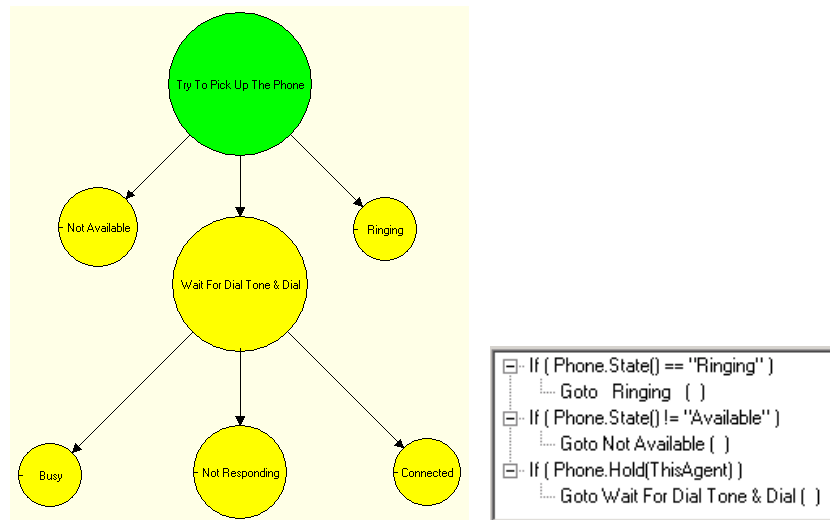 Try To Pick Up The Phone
Not Available
Ringing
Wait For Dial Tone & Dial
Busy
Not Responding
Connected
If ( Phone.State() == "Ringing" )
Goto Ringing ( )
If ( Phone.State() != "Available" )
Goto Not Available ( )
If ( Phone.Hold(ThisAgent) )
Goto Wait For Dial Tone & Dial ( )